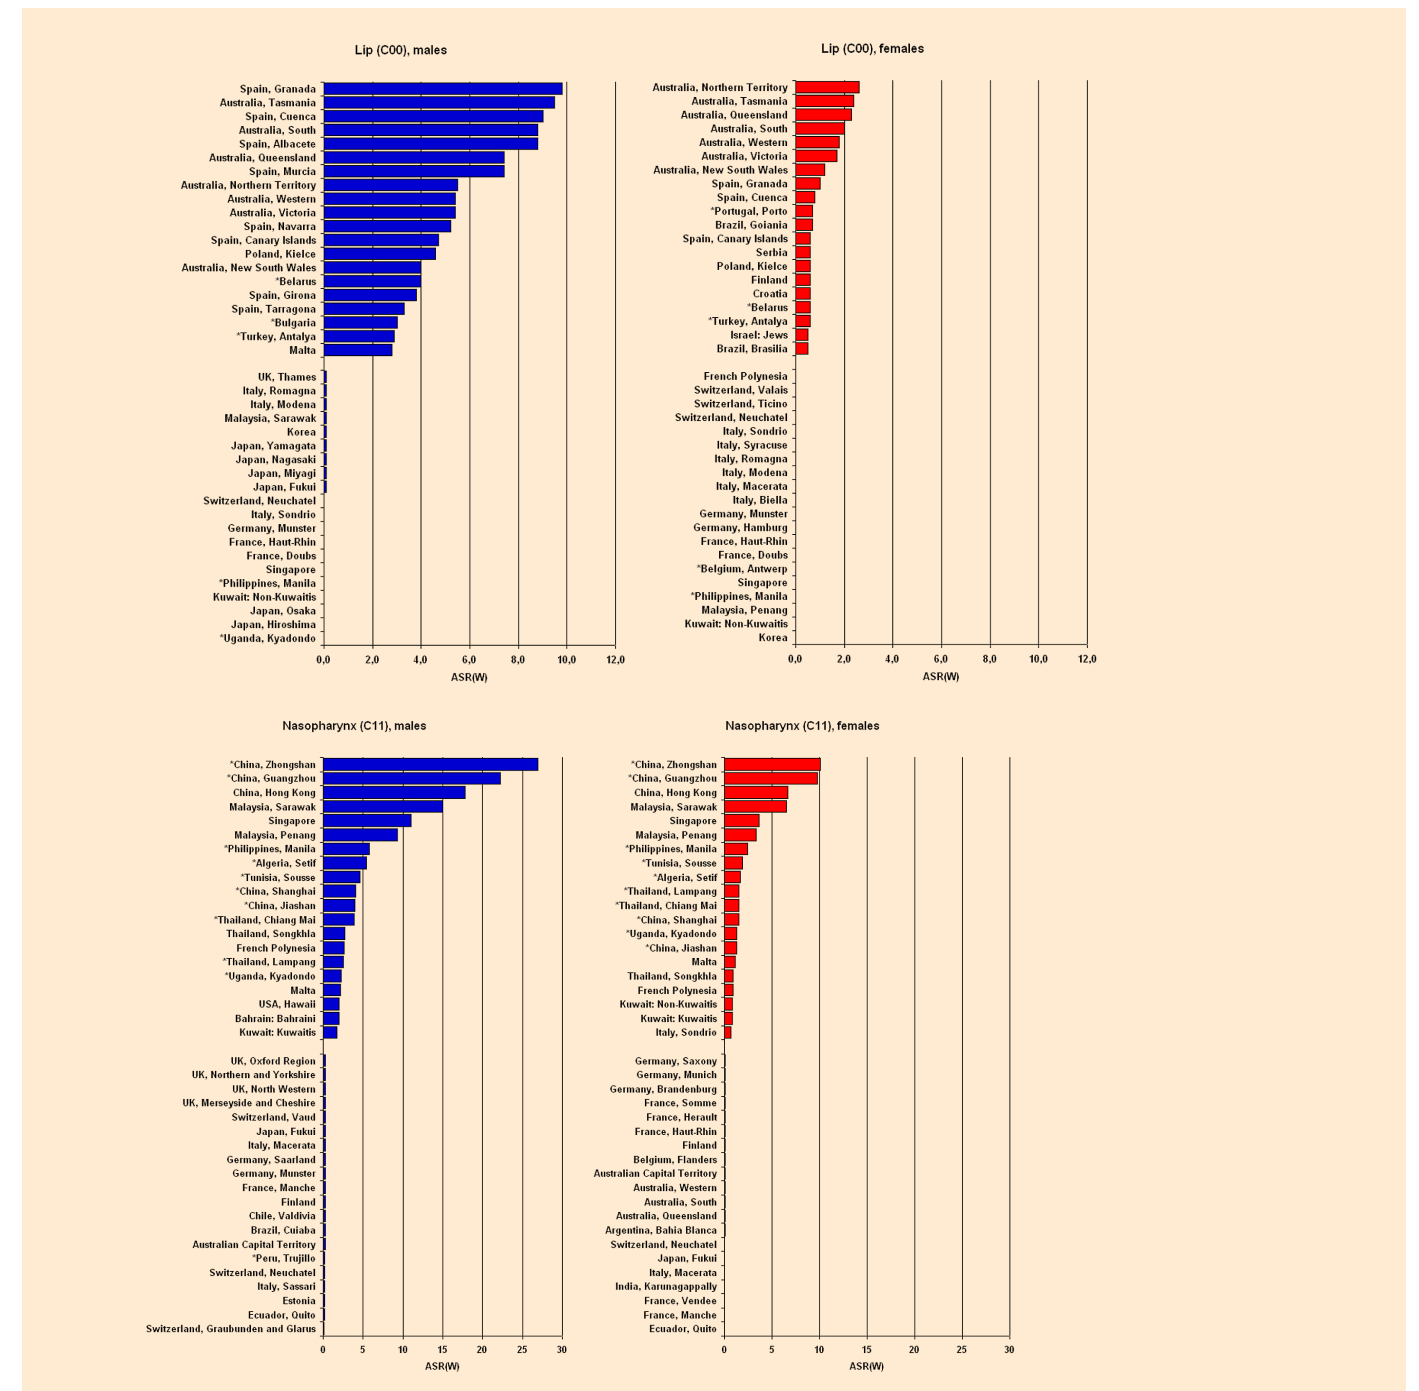 Lip (C00), males
Spain, Granada
Australia, Tasmania
Spain, Cuenca
Australia, South
Spain, Albacete
Australia, Queensland
Spain, Murcia
Australia, Northern Territory
Australia, Western
Australia, Victoria
Spain, Navarra
Spain, Canary Islands
Poland, Kielce
Australia, New South Wales
*Belarus
Spain, Girona
Spain, Tarragona
*Bulgaria
*Turkey, Antalya
Malta
UK, Thames
Italy, Romagna
Italy, Modena
Malaysia, Sarawak
Korea
Japan, Yamagata
Japan, Nagasaki
Japan, Miyagi
Japan, Fukui
Switzerland, Neuchatel
Italy, Sondrio
Germany, Munster
France, Haut-Rhin
France, Doubs
Singapore
*Philippines, Manila
Kuwait: Non-Kuwaitis
Japan, Osaka
Japan, Hiroshima
*Uganda, Kyadondo
0,0 2,0 4,0 6,0 8,0 10,0 12,0
ASR(W)
Lip (C00), females
Australia, Northern Territory
Australia, Tasmania
Australia, Queensland
Australia, South
Australia, Western
Australia, Victoria
Australia, New South Wales
Spain, Granada
Spain, Cuenca
*Portugal, Porto
Brazil, Goiania
Spain, Canary Islands
Serbia
Poland, Kielce
Finland
Croatia
*Belarus
*Turkey, Antalya
Israel: Jews
Brazil, Brasilia
French Polynesia
Switzerland, Valais
Switzerland, Ticino
Switzerland, Neuchatel
Italy, Sondrio
Italy, Syracuse
Italy, Romagna
Italy, Modena
Italy, Macerata
Italy, Biella
Germany, Munster
Germany, Hamburg
France, Haut-Rhin
France, Doubs
*Belgium, Antwerp
Singapore
*Philippines, Manila
Malaysia, Penang
Kuwait: Non-Kuwaitis
Korea
0,0 2,0 4,0 6,0 8,0 10,0 12,0
ASR(W)
Nasopharynx (C11), males
*China, Zhongshan
*China, Guangzhou
China, Hong Kong
Malaysia, Sarawak
Singapore
Malaysia, Penang
*Philippines, Manila
*Algeria, Setif
*Tunisia, Sousse
*China, Shanghai
*China, Jiashan
*Thailand, Chiang Mai
Thailand, Songkhla
French Polynesia
*Thailand, Lampang
*Uganda, Kyadondo
Malta
USA, Hawaii
Bahrain: Bahraini
Kuwait: Kuwaitis
UK, Oxford Region
UK, Northern and Yorkshire
UK, North Western
UK, Merseyside and Cheshire
Switzerland, Vaud
Japan, Fukui
Italy, Macerata
Germany, Saarland
Germany, Munster
France, Manche
Finland
Chile, Valdivia
Brazil, Cuiaba
Australian Capital Territory
*Peru, Trujillo
Switzerland, Neuchatel
Italy, Sassari
Estonia
Ecuador, Quito
Switzerland, Graubunden and Glarus
0 5 10 15 20 25 30
ASR(W)
Nasopharynx (C11), females
*China, Zhongshan
*China, Guangzhou
China, Hong Kong
Malaysia, Sarawak
Singapore
Malaysia, Penang
*Philippines, Manila
*Tunisia, Sousse
*Algeria, Setif
*Thailand, Lampang
*Thailand, Chiang Mai
*China, Shanghai
*Uganda, Kyadondo
*China, Jiashan
Malta
Thailand, Songkhla
French Polynesia
Kuwait: Non-Kuwaitis
Kuwait: Kuwaitis
Italy, Sondrio
Germany, Saxony
Germany, Munich
Germany, Brandenburg
France, Somme
France, Herault
France, Haut-Rhin
Finland
Belgium, Flanders
Australian Capital Territory
Australia, Western
Australia, South
Australia, Queensland
Argentina, Bahia Blanca
Switzerland, Neuchatel
Japan, Fukui
Italy, Macerata
India, Karunagappally
France, Vendee
France, Manche
Ecuador, Quito
0 5 10 15 20 25 30
ASR(W)